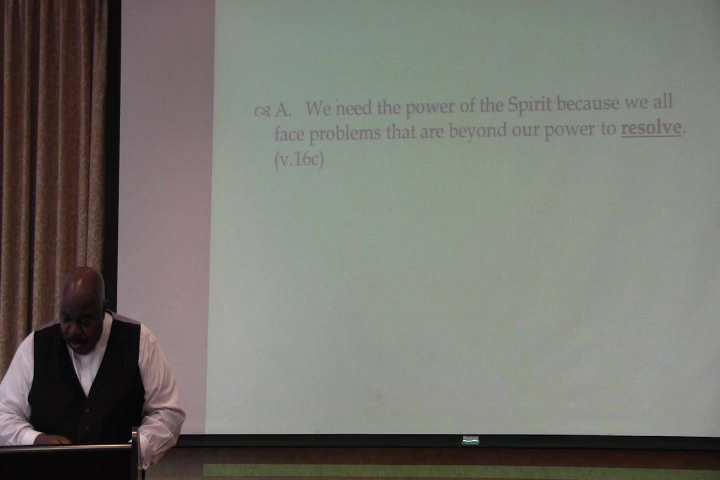 A. We need the power of the Spirit because we all
face problems that are beyond our power to resolve.
(v.16c)